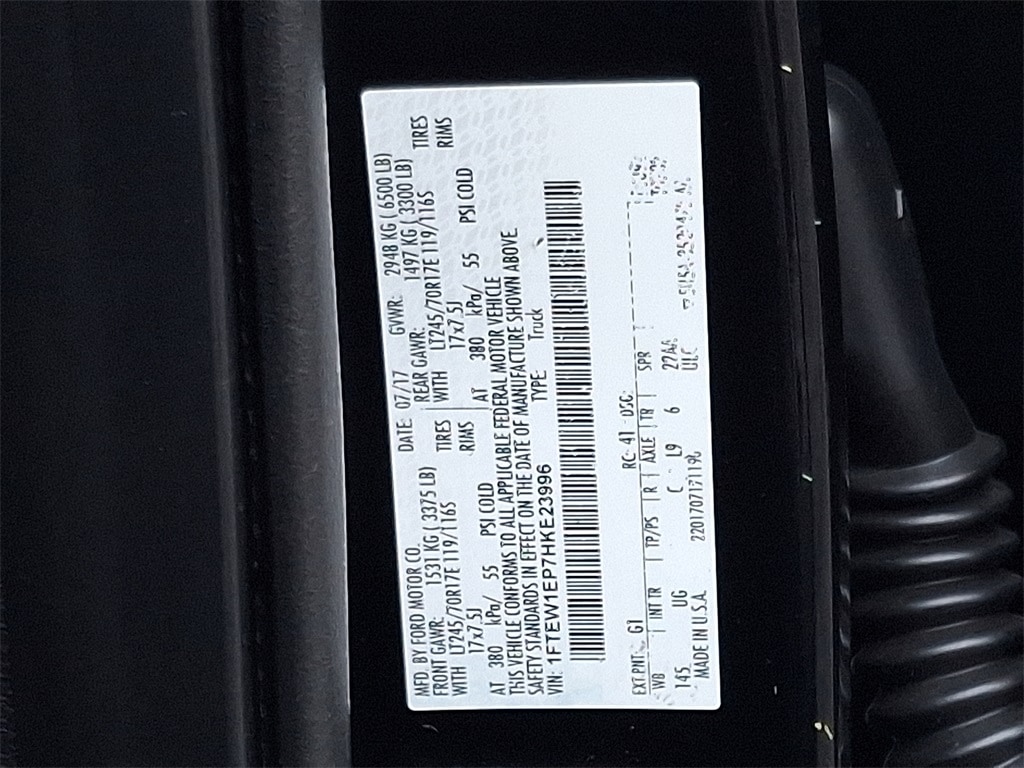 MFD. BY FORD MOTOR CO. DATE: 07/17 GVWR: 2948 KG ( 6500 LB)
FRONT GAWR: 1531 KG ( 3375 LB) REAR GAWR: 1497 KG ( 3300 LB)
WITH LT245/70R17E 119/116S TIRES WITH LT245/70R17E 119/116S TIRES
17x7.5J RIMS 17x7.5J RIMS
AT 380 kPa/ 55 PSI COLD AT 380 kPa/ 55 PSI COLD
THIS VEHICLE CONFORMS TO ALL APPLICABLE FEDERAL MOTOR VEHICLE
SAFETY STANDARDS IN EFFECT ON THE DATE OF MANUFACTURE SHOWN ABOVE.
VIN: 1FTEW1EP7HKE23996 TYPE: Truck
EXT PNT: G1 RC: 41 DSO:
WB INT TR TP/PS R AXLE TR SPR
145 UG C L9 6 27AA
MADE IN U.S.A. 220170717119 UIC